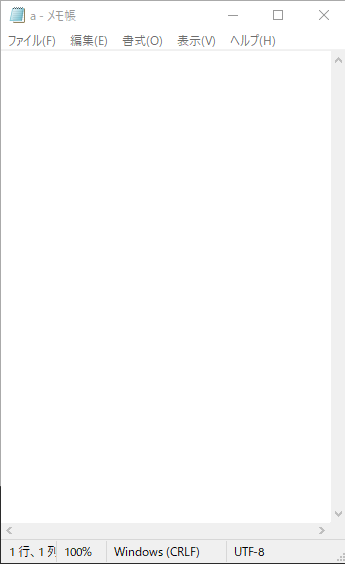 a - メモ帳
ファイル(F) 編集(E) 書式(O) 表示(V) ヘルプ(H)
1 行、1 列 100% Windows (CRLF) UTF-8